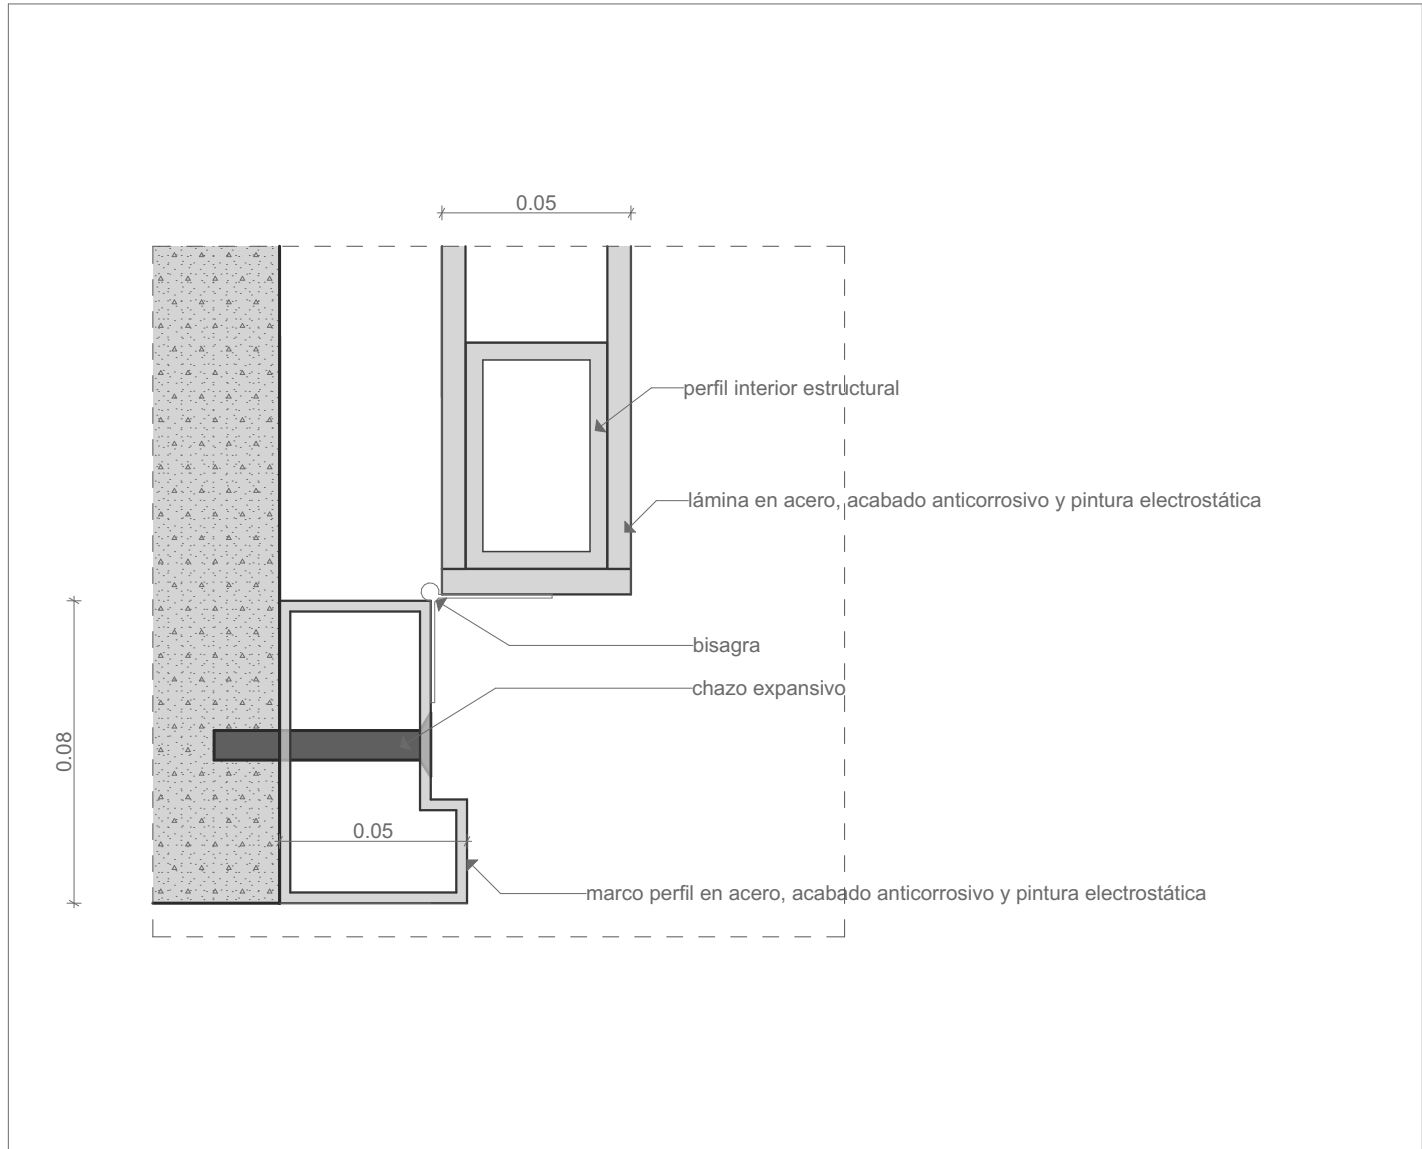 0.05
perfil interior estructural
lámina en acero, acabado anticorrosivo y pintura electrostática
bisagra
chazo expansivo
0.08
0.05
marco perfil en acero, acabado anticorrosivo y pintura electrostática